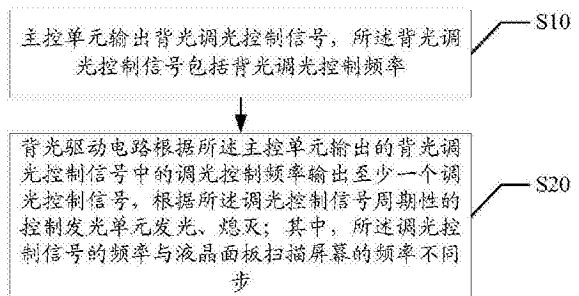 主控单元输出背光调光控制信号，所述背光调
光控制信号包括背光调光控制频率
S10
背光驱动电路根据所述主控单元输出的背光调
光控制信号中的调光控制频率输出至少一个调
光控制信号，根据所述调光控制信号周期性的
控制发光单元发光、熄灭；其中，所述调光控
制信号的频率与液晶面板扫描屏幕的频率不同
步
S20